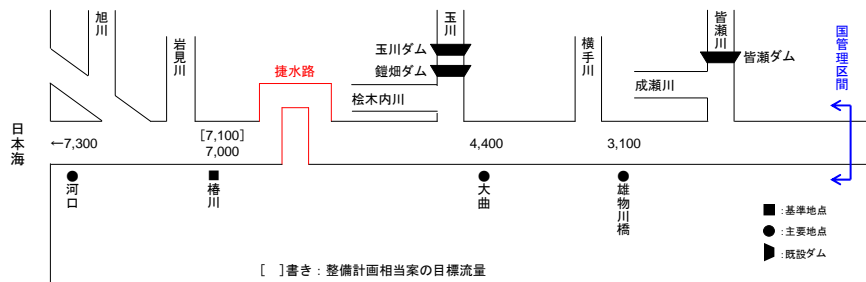 旭川
岩見川
捷水路
玉川
玉川ダム
鎧畑ダム
桧木内川
横手川
皆瀬川
皆瀬ダム
成瀬川
国管理区間
日本海
←7,300
[7,100]
7,000
4,400
3,100
河口
椿川
大曲
雄物川橋
■:基準地点
●:主要地点
:既設ダム
[ ]書き:整備計画相当案の目標流量